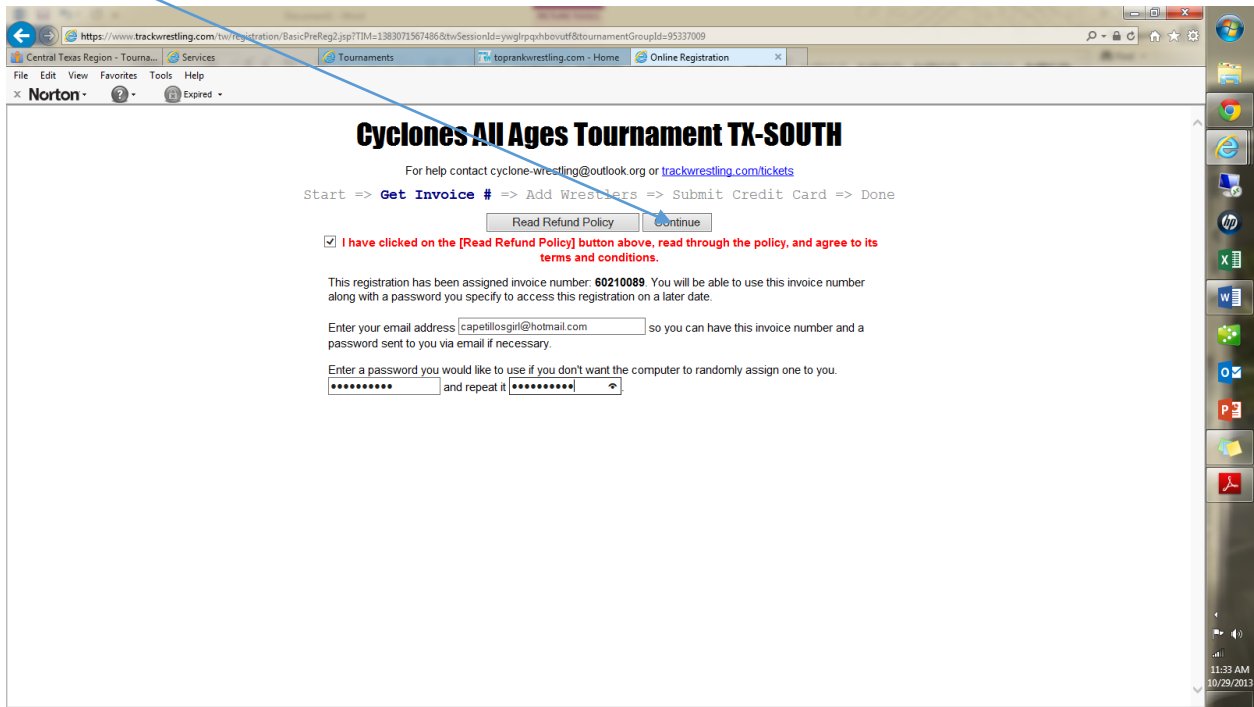 https://www.trackwrestling.com/tw/registration/BasicPreReg2.jsp?TIM=1383071567486&twSessionId=ywglrpqxhbovutf&tournamentGroupId=95337009
Central Texas Region - Tourna... Services Tournaments toprankwrestling.com - Home Online Registration
File Edit View Favorites Tools Help
Norton Expired
Cyclones All Ages Tournament TX-SOUTH
For help contact cyclone-wrestling@outlook.org or trackwrestling.com/tickets
Start => Get Invoice # => Add Wrestlers => Submit Credit Card => Done
Read Refund Policy Continue
I have clicked on the [Read Refund Policy] button above, read through the policy, and agree to its
terms and conditions.
This registration has been assigned invoice number: 60210089. You will be able to use this invoice number
along with a password you specify to access this registration on a later date.
Enter your email address capetillosgirl@hotmail.com so you can have this invoice number and a
password sent to you via email if necessary.
Enter a password you would like to use if you don't want the computer to randomly assign one to you.
•••••••••• and repeat it •••••••••• .
11:33 AM
10/29/2013